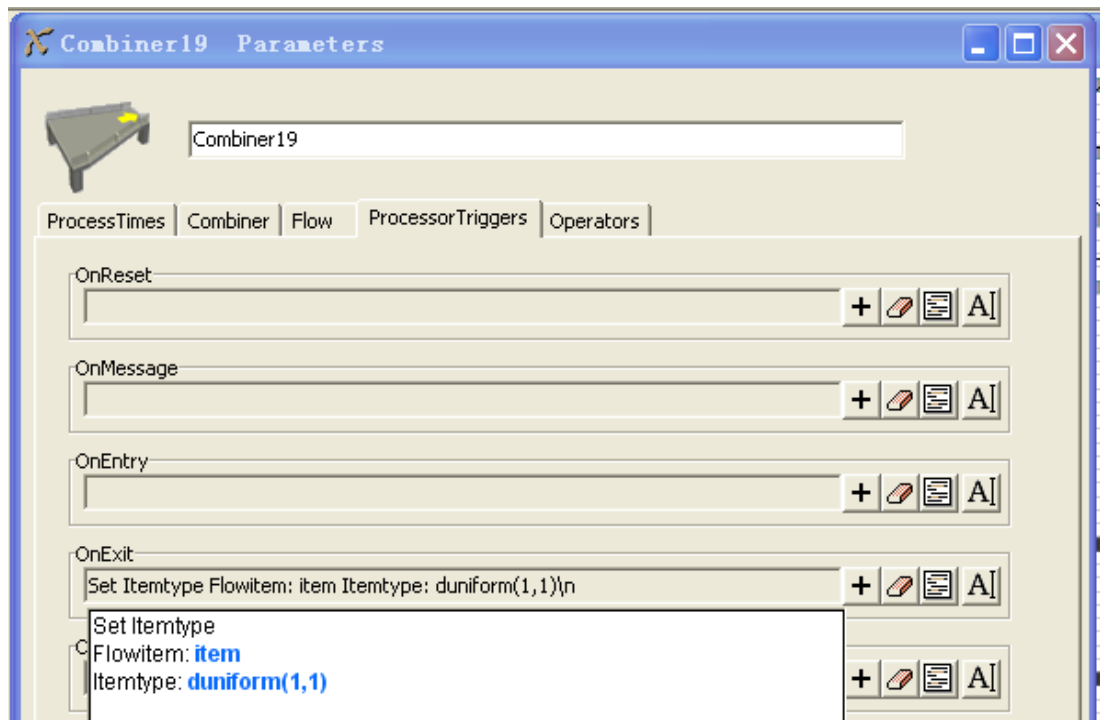 Combiner19 Parameters
Combiner19
ProcessTimes Combiner Flow ProcessorTriggers Operators
OnReset
OnMessage
OnEntry
OnExit
Set Itemtype Flowitem: item Itemtype: duniform(1,1)\n
Set Itemtype
Flowitem: item
Itemtype: duniform(1,1)